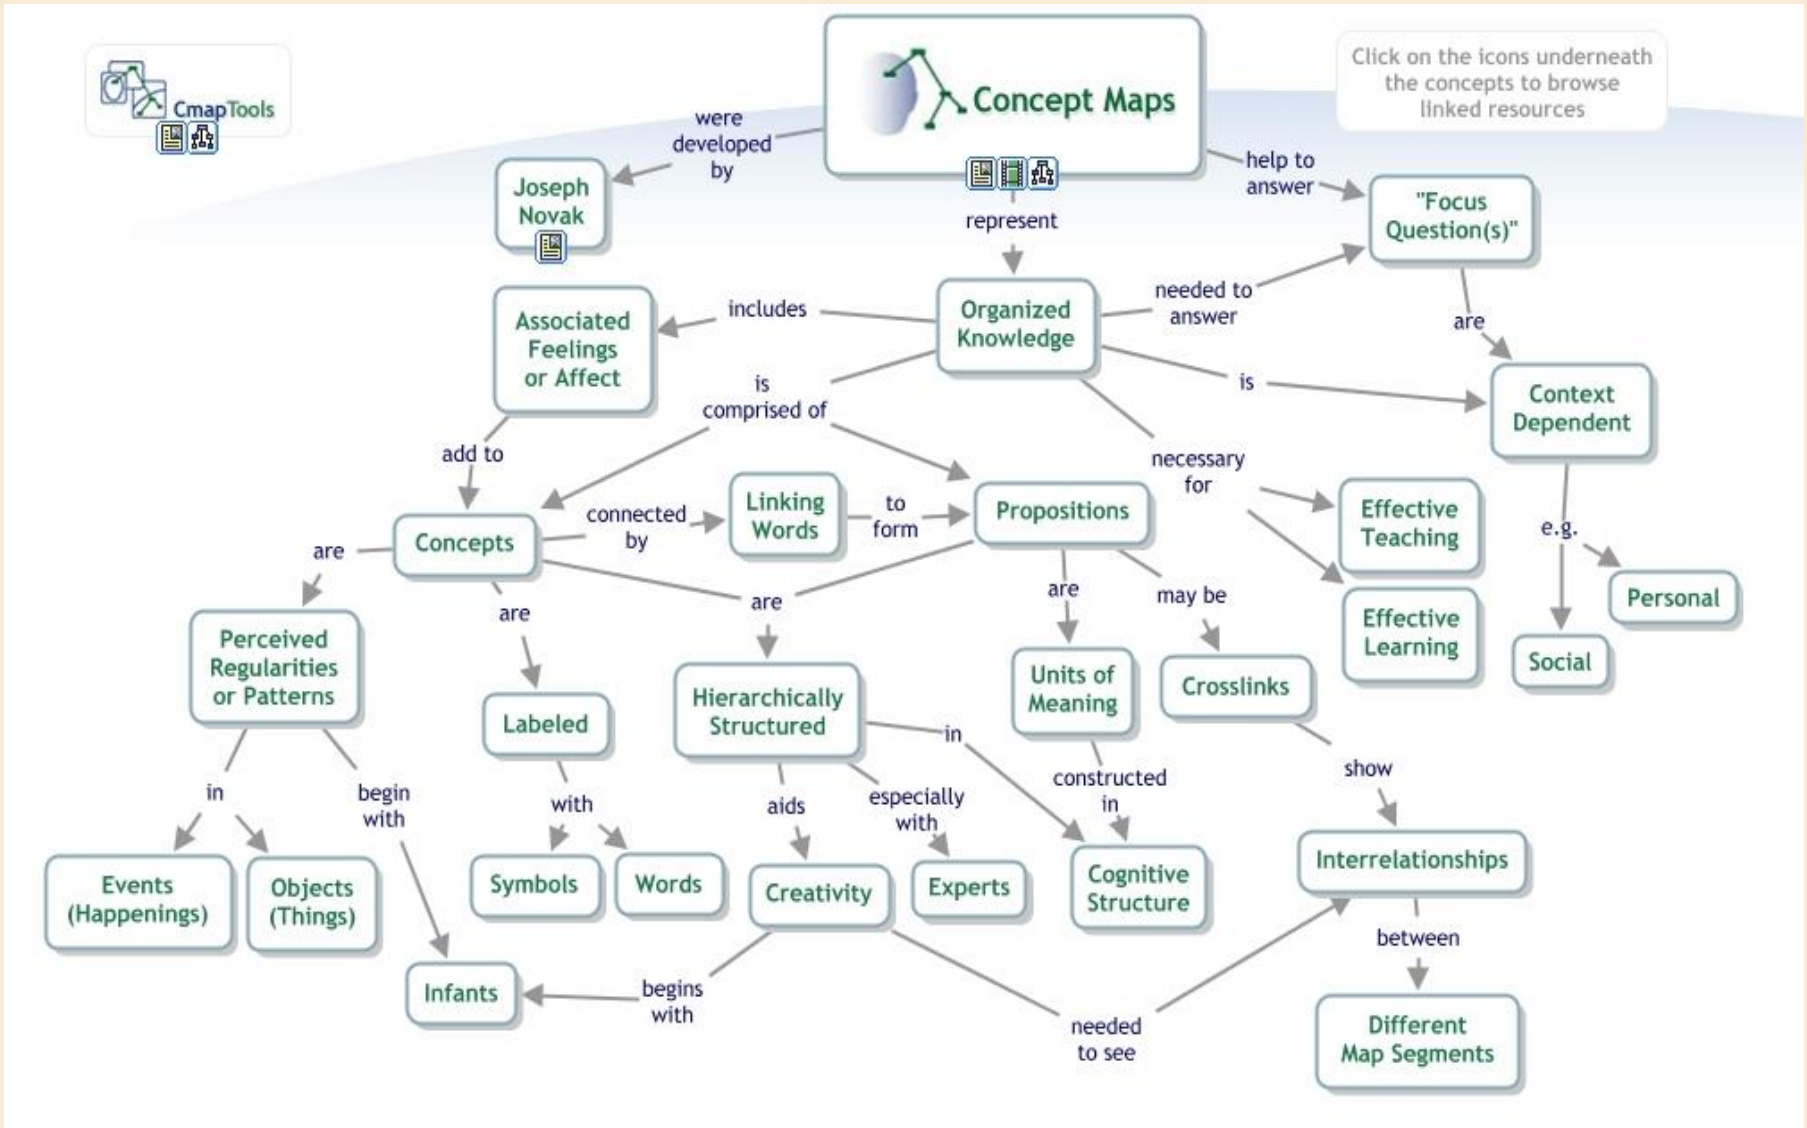 CmapTools
Concept Maps
Click on the icons underneath
the concepts to browse
linked resources
were
developed
by
help to
answer
Joseph
Novak
represent
"Focus
Question(s)"
Associated
Feelings
or Affect
includes
Organized
Knowledge
needed to
answer
are
is
comprised of
is
Context
Dependent
add to
necessary
for
Concepts
connected
by
Linking
Words
to
form
Propositions
Effective
Teaching
e.g.
are
are
are
are
may be
Effective
Learning
Personal
Social
Perceived
Regularities
or Patterns
Labeled
Hierarchically
Structured
Units of
Meaning
Crosslinks
in
in
begin
with
with
aids
especially
with
constructed
in
show
Events
(Happenings)
Objects
(Things)
Symbols
Words
Creativity
Experts
Cognitive
Structure
Interrelationships
between
Infants
begins
with
needed
to see
Different
Map Segments